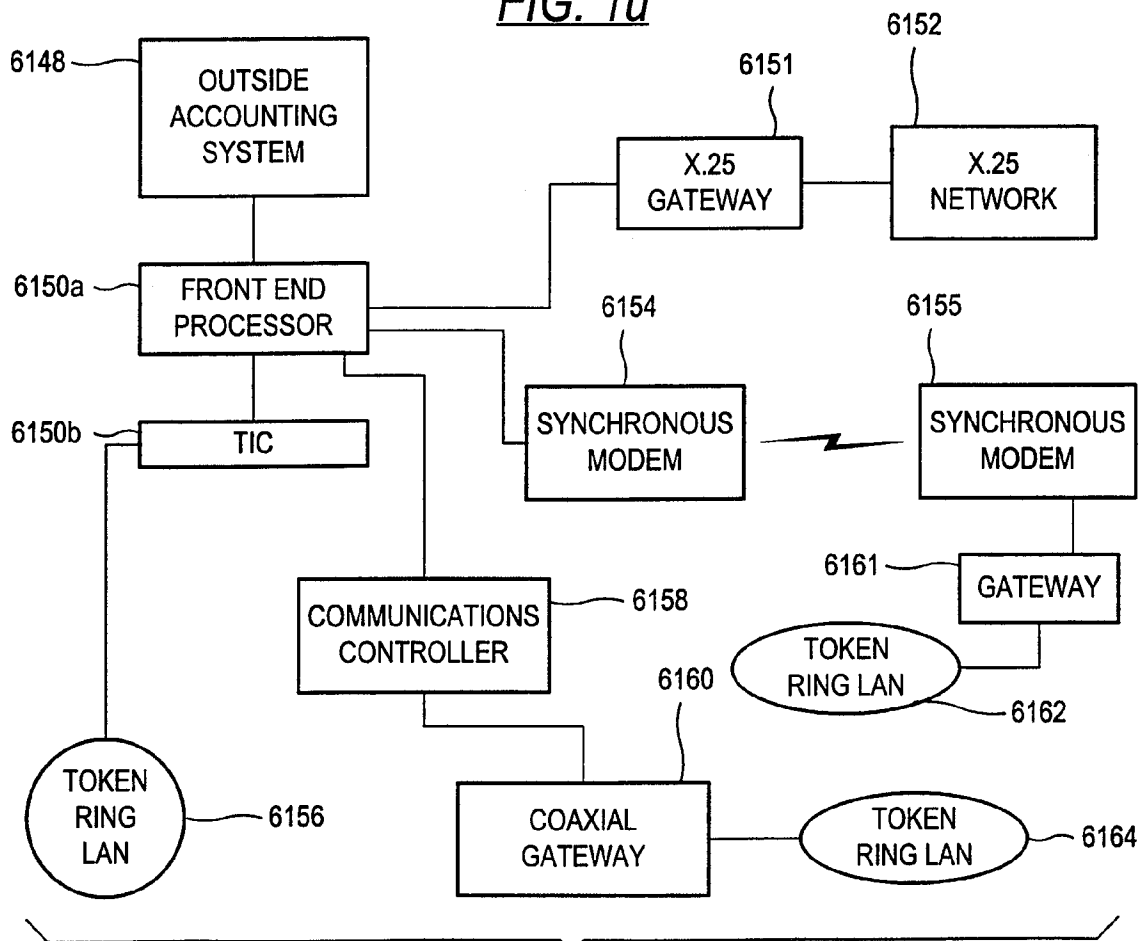 FIG. 1u
6148
OUTSIDE
ACCOUNTING
SYSTEM
6151
6152
X.25
GATEWAY
X.25
NETWORK
6150a
FRONT END
PROCESSOR
6154
6155
6150b
TIC
SYNCHRONOUS
MODEM
SYNCHRONOUS
MODEM
6161
GATEWAY
COMMUNICATIONS
CONTROLLER
6158
TOKEN
RING LAN
6162
6160
TOKEN
RING
LAN
6156
COAXIAL
GATEWAY
TOKEN
RING LAN
6164